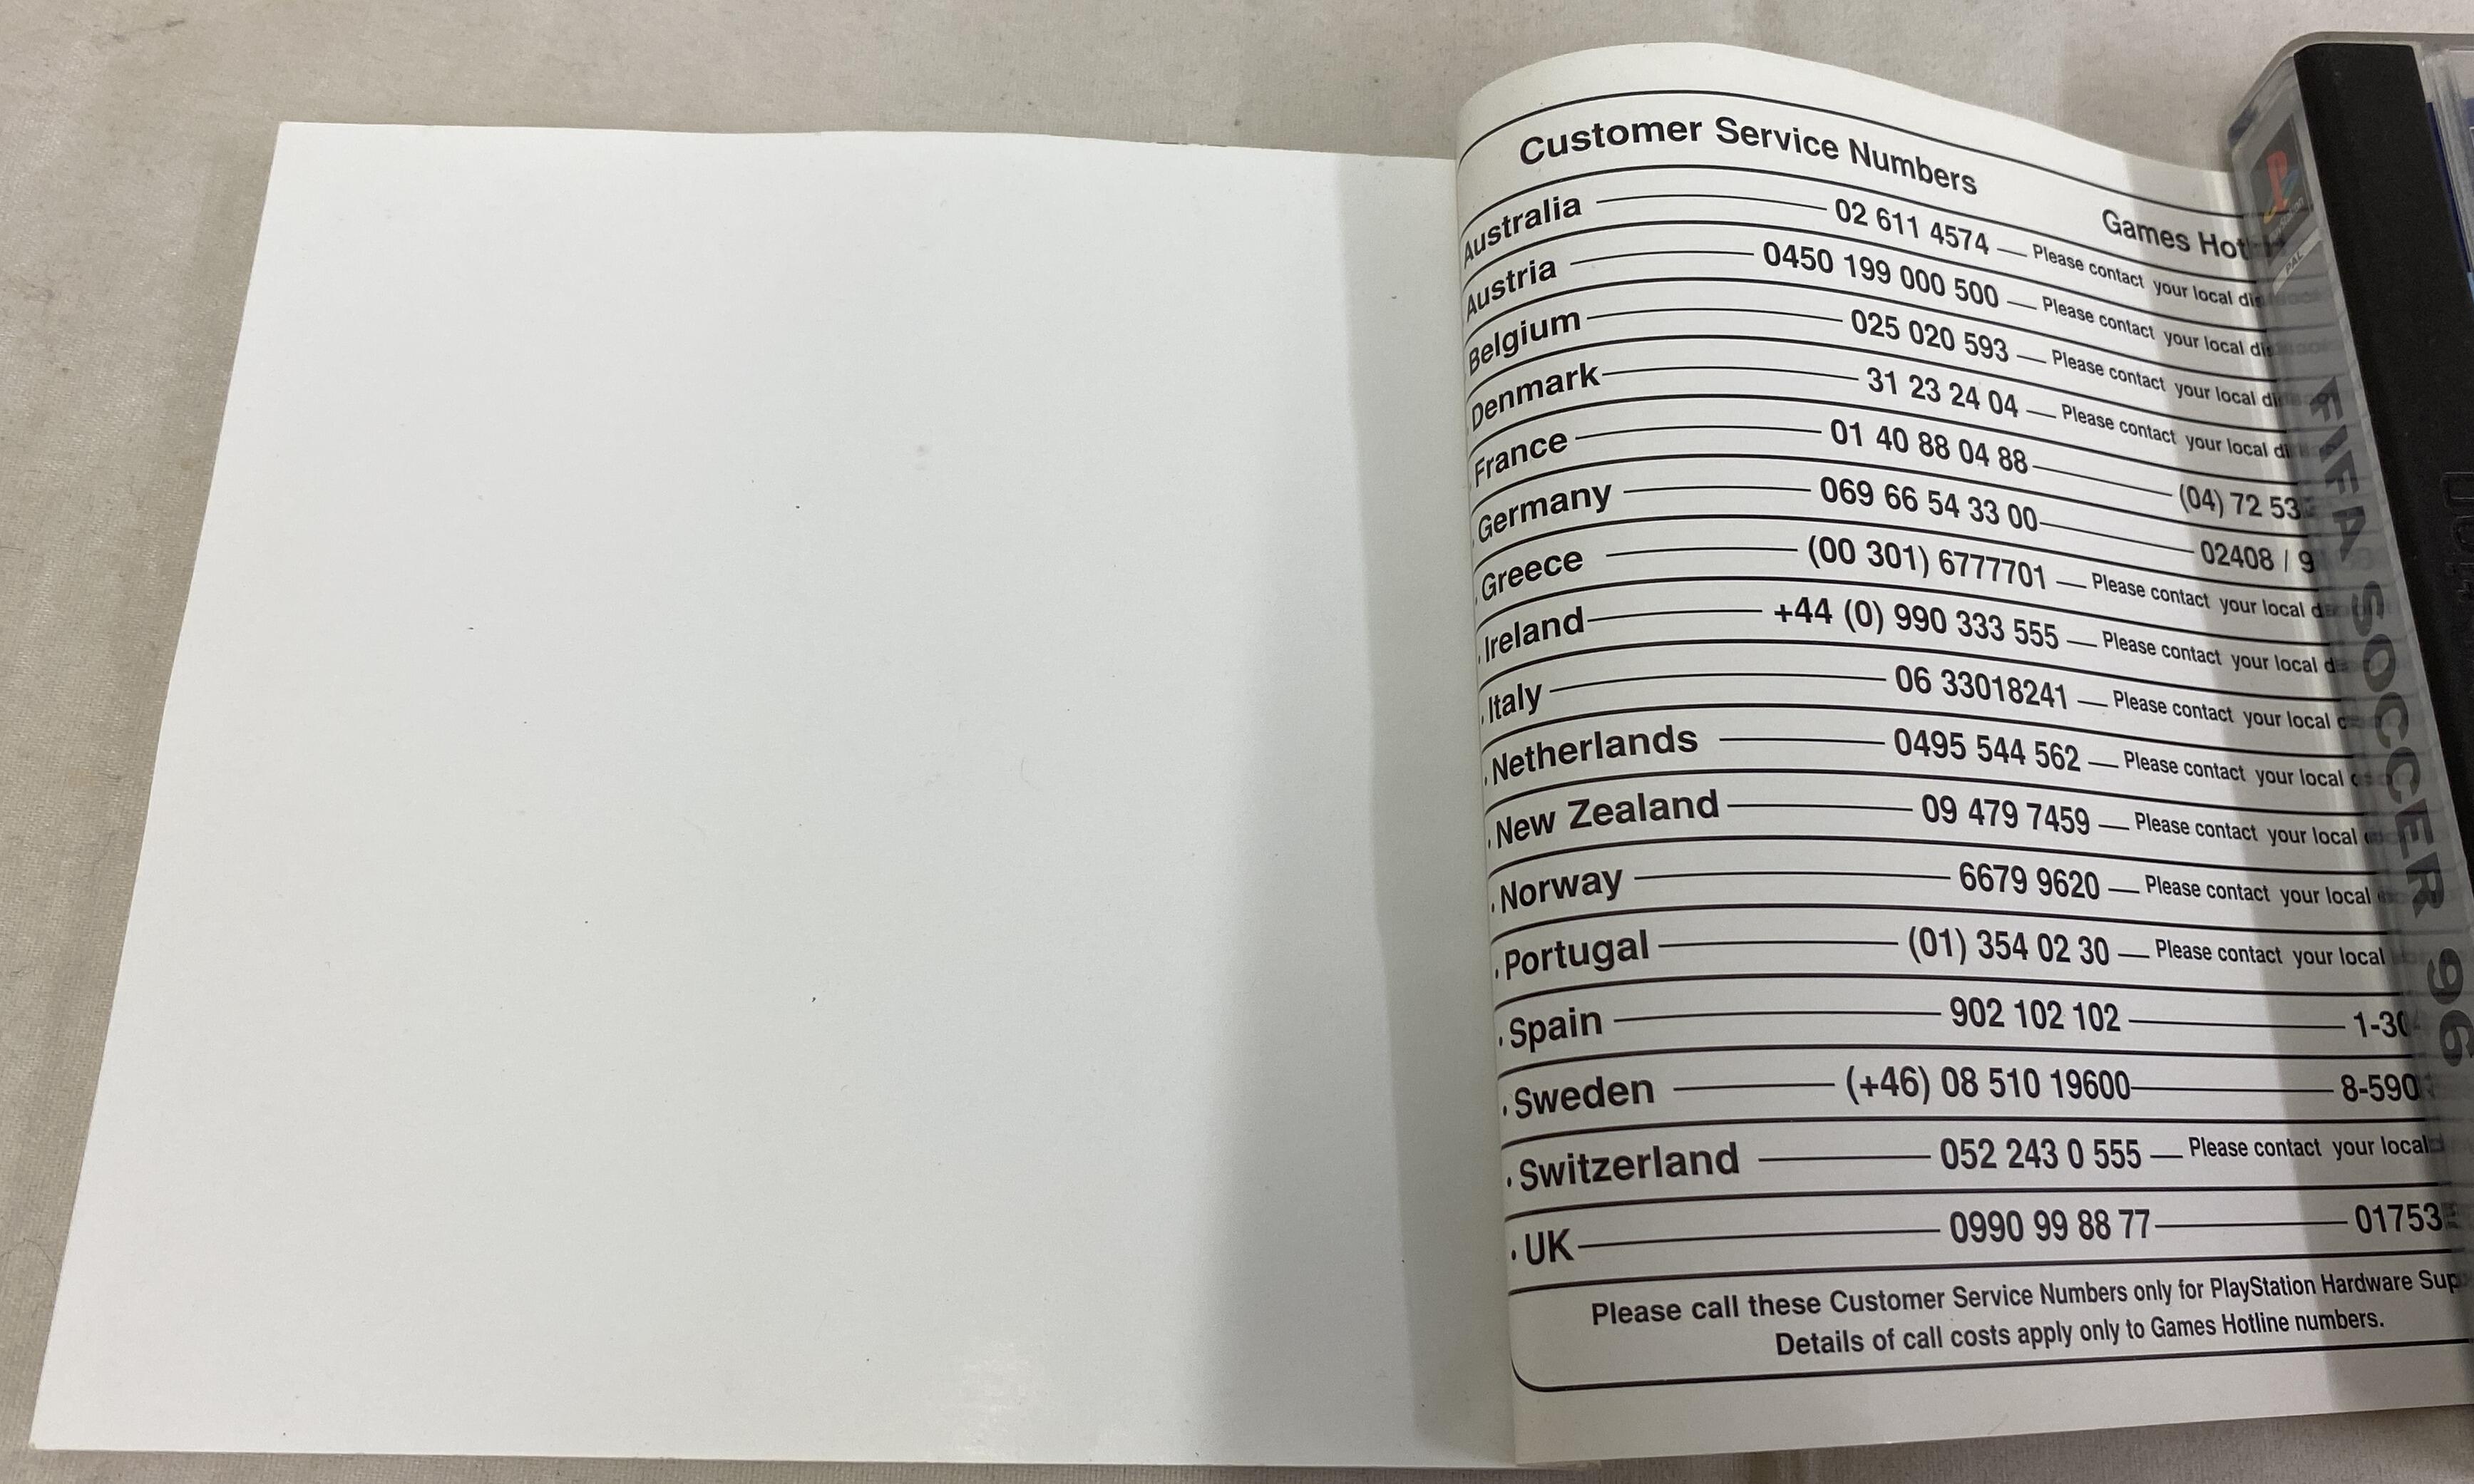 Customer Service Numbers
Games Hot
Australia 02 611 4574 Please contact your local
Austria 0450 199 000 500 Please contact your local
Belgium 025 020 593 Please contact your local
Denmark 31 23 24 04 Please contact your local
France 01 40 88 04 88 (04) 72 53
Germany 069 66 54 33 00 02408 / 9
Greece (00 301) 6777701 Please contact your local
Ireland +44 (0) 990 333 555 Please contact your local
Italy 06 33018241 Please contact your local
Netherlands 0495 544 562 Please contact your local
New Zealand 09 479 7459 Please contact your local
Norway 6679 9620 Please contact your local
Portugal (01) 354 02 30 Please contact your local
Spain 902 102 102 1-30
Sweden (+46) 08 510 19600 8-590
Switzerland 052 243 0 555 Please contact your local
UK 0990 99 88 77 01753
Please call these Customer Service Numbers only for PlayStation Hardware Sup
Details of call costs apply only to Games Hotline numbers.
PAL
FIFA SOCCER 96